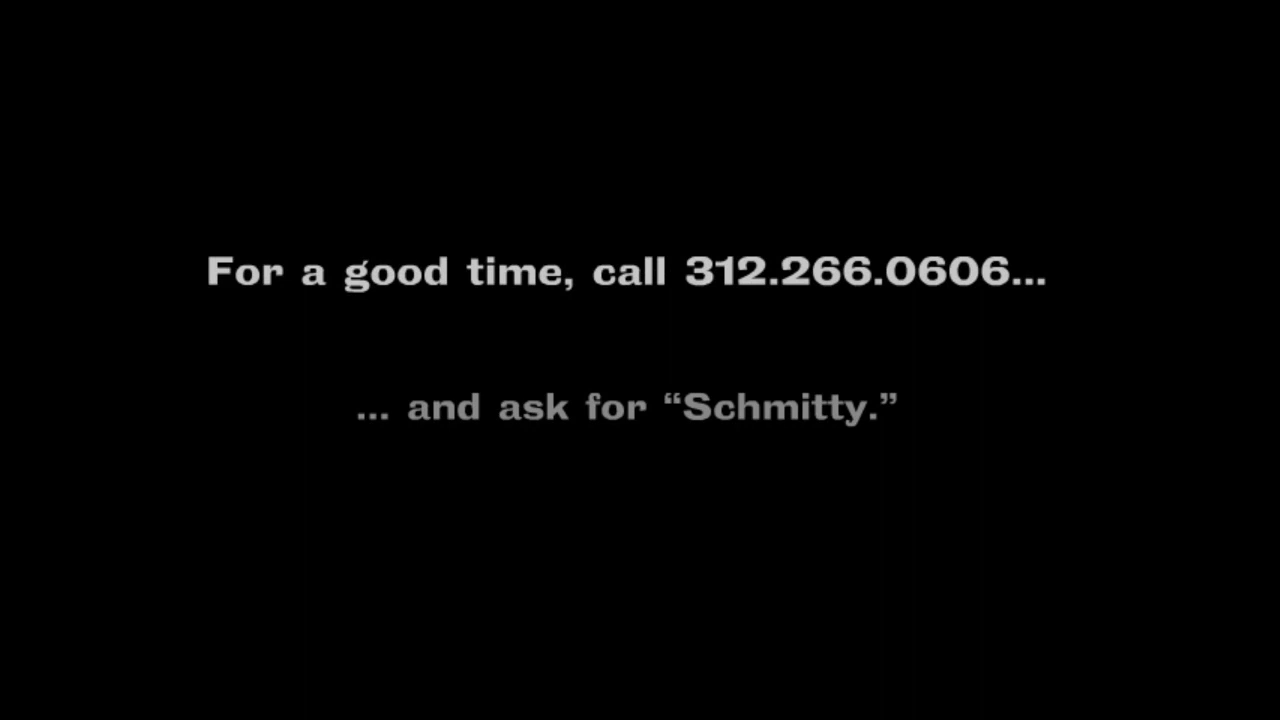 For a good time, call 312.266.0606...
... and ask for “Schmitty.”